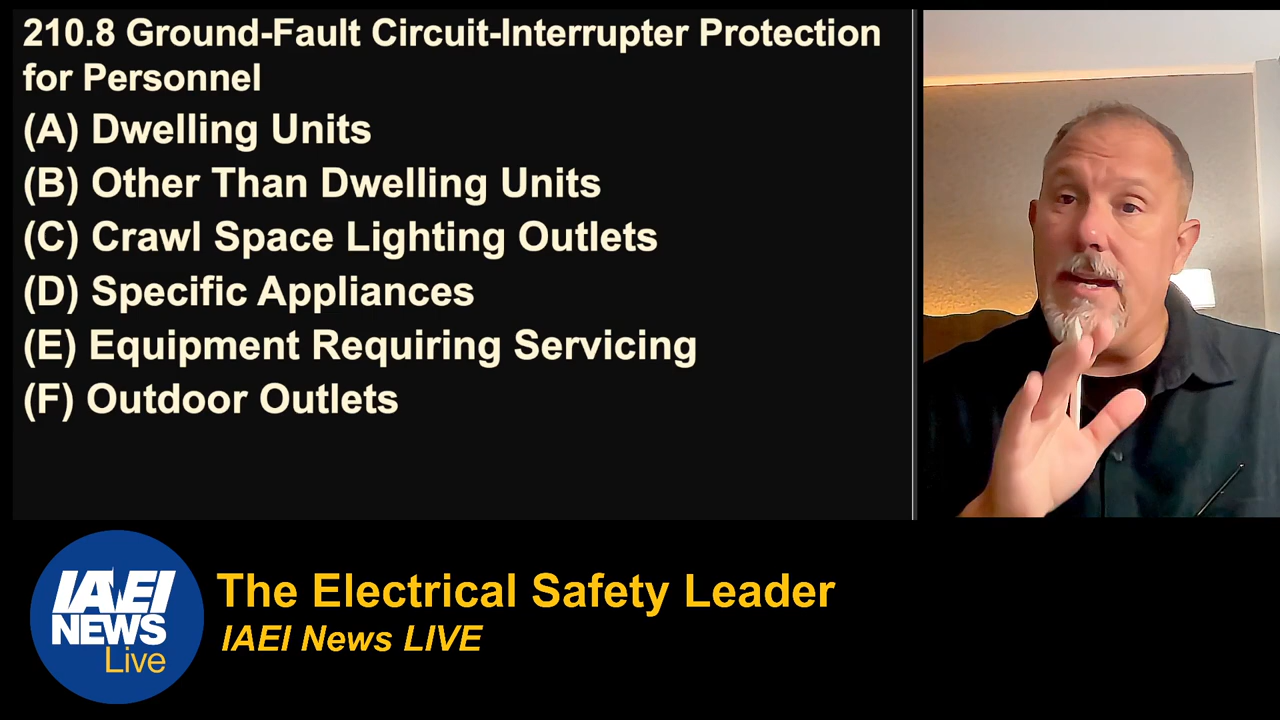 210.8 Ground-Fault Circuit-Interrupter Protection
for Personnel
(A) Dwelling Units
(B) Other Than Dwelling Units
(C) Crawl Space Lighting Outlets
(D) Specific Appliances
(E) Equipment Requiring Servicing
(F) Outdoor Outlets
IAEI
NEWS
Live
The Electrical Safety Leader
IAEI News LIVE